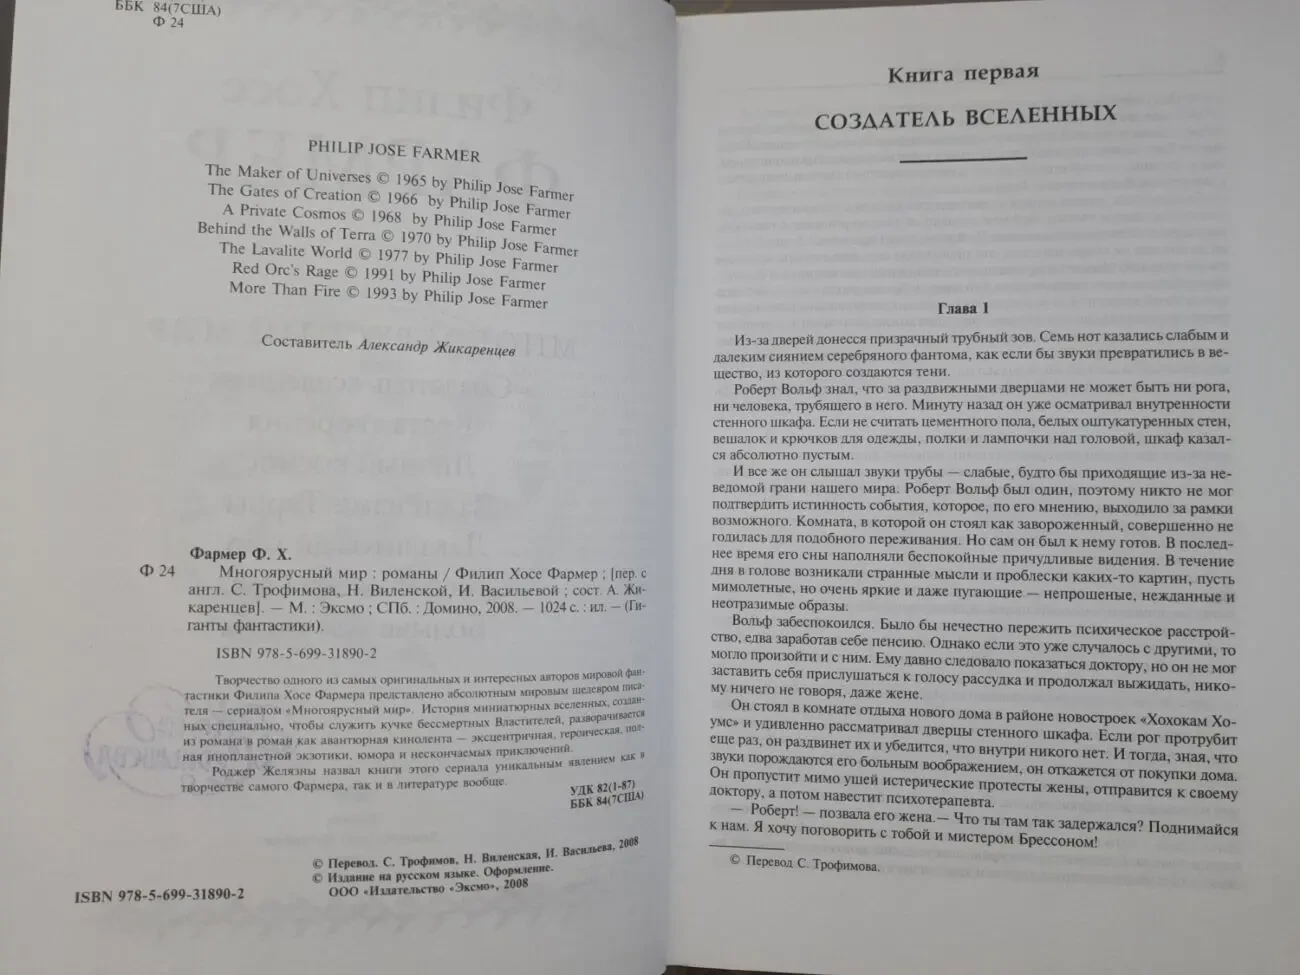 ББК 84(7США)
Ф 24
PHILIP JOSE FARMER
The Maker of Universes © 1965 by Philip Jose Farmer
The Gates of Creation © 1966 by Philip Jose Farmer
A Private Cosmos © 1968 by Philip Jose Farmer
Behind the Walls of Terra © 1970 by Philip Jose Farmer
The Lavalite World © 1977 by Philip Jose Farmer
Red Orc's Rage © 1991 by Philip Jose Farmer
More Than Fire © 1993 by Philip Jose Farmer
Составитель Александр Жикаренцев
Фармер Ф. Х.
Ф 24 Многоярусный мир : романы / Филип Хосе Фармер ; [пер. с
англ. С. Трофимова, Н. Виленской, И. Васильевой ; сост. А. Жи-
каренцев]. — М. : Эксмо ; СПб. : Домино, 2008. — 1024 с. : ил. — (Ги-
ганты фантастики).
ISBN 978-5-699-31890-2
Творчество одного из самых оригинальных и интересных авторов мировой фан-
тастики Филипа Хосе Фармера представлено абсолютным мировым шедевром писа-
теля — сериалом «Многоярусный мир». История миниатюрных вселенных, создан-
ных специально, чтобы служить кучке бессмертных Властителей, разворачивается
из романа в роман как авантюрная кинолента — эксцентричная, героическая, пол-
ная инопланетной экзотики, юмора и нескончаемых приключений.
Роджер Желязны назвал книги этого сериала уникальным явлением как в
творчестве самого Фармера, так и в литературе вообще.
УДК 82(1-87)
ББК 84(7США)
© Перевод. С. Трофимов, Н. Виленская, И. Васильева, 2008
© Издание на русском языке. Оформление.
ООО «Издательство «Эксмо», 2008
ISBN 978-5-699-31890-2
Книга первая
СОЗДАТЕЛЬ ВСЕЛЕННЫХ
Глава 1
Из-за дверей донесся призрачный трубный зов. Семь нот казались слабым и
далеким сиянием серебряного фантома, как если бы звуки превратились в ве-
щество, из которого создаются тени.
Роберт Вольф знал, что за раздвижными дверцами не может быть ни рога,
ни человека, трубящего в него. Минуту назад он уже осматривал внутренности
стенного шкафа. Если не считать цементного пола, белых оштукатуренных стен,
вешалок и крючков для одежды, полки и лампочки над головой, шкаф казал-
ся абсолютно пустым.
И все же он слышал звуки трубы — слабые, будто бы приходящие из-за не-
ведомой грани нашего мира. Роберт Вольф был один, поэтому никто не мог
подтвердить истинность события, которое, по его мнению, выходило за рамки
возможного. Комната, в которой он стоял как завороженный, совершенно не
годилась для подобного переживания. Но сам он был к нему готов. В послед-
нее время его сны наполняли беспокойные причудливые видения. В течение
дня в голове возникали странные мысли и проблески каких-то картин, пусть
мимолетные, но очень яркие и даже пугающие — непрошеные, нежданные и
неотразимые образы.
Вольф забеспокоился. Было бы нечестно пережить психическое расстрой-
ство, едва заработав себе пенсию. Однако если это уже случалось с другими, то
могло произойти и с ним. Ему давно следовало показаться доктору, но он не мог
заставить себя прислушаться к голосу рассудка и продолжал выжидать, нико-
му ничего не говоря, даже жене.
Он стоял в комнате отдыха нового дома в районе новостроек «Хохокам Хо-
умс» и удивленно рассматривал дверцы стенного шкафа. Если рог протрубит
еще раз, он раздвинет их и убедится, что внутри никого нет. И тогда, зная, что
звуки порождаются его больным воображением, он откажется от покупки дома.
Он пропустит мимо ушей истерические протесты жены, отправится к своему
доктору, а потом навестит психотерапевта.
— Роберт! — позвала его жена.— Что ты там так задержался? Поднимайся
к нам. Я хочу поговорить с тобой и мистером Брессоном!
© Перевод С. Трофимова.